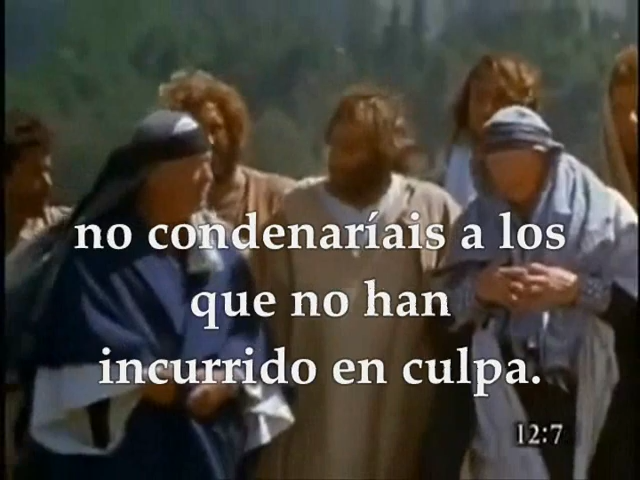 no condenaríais a los
que no han
incurrido en culpa.
12:7